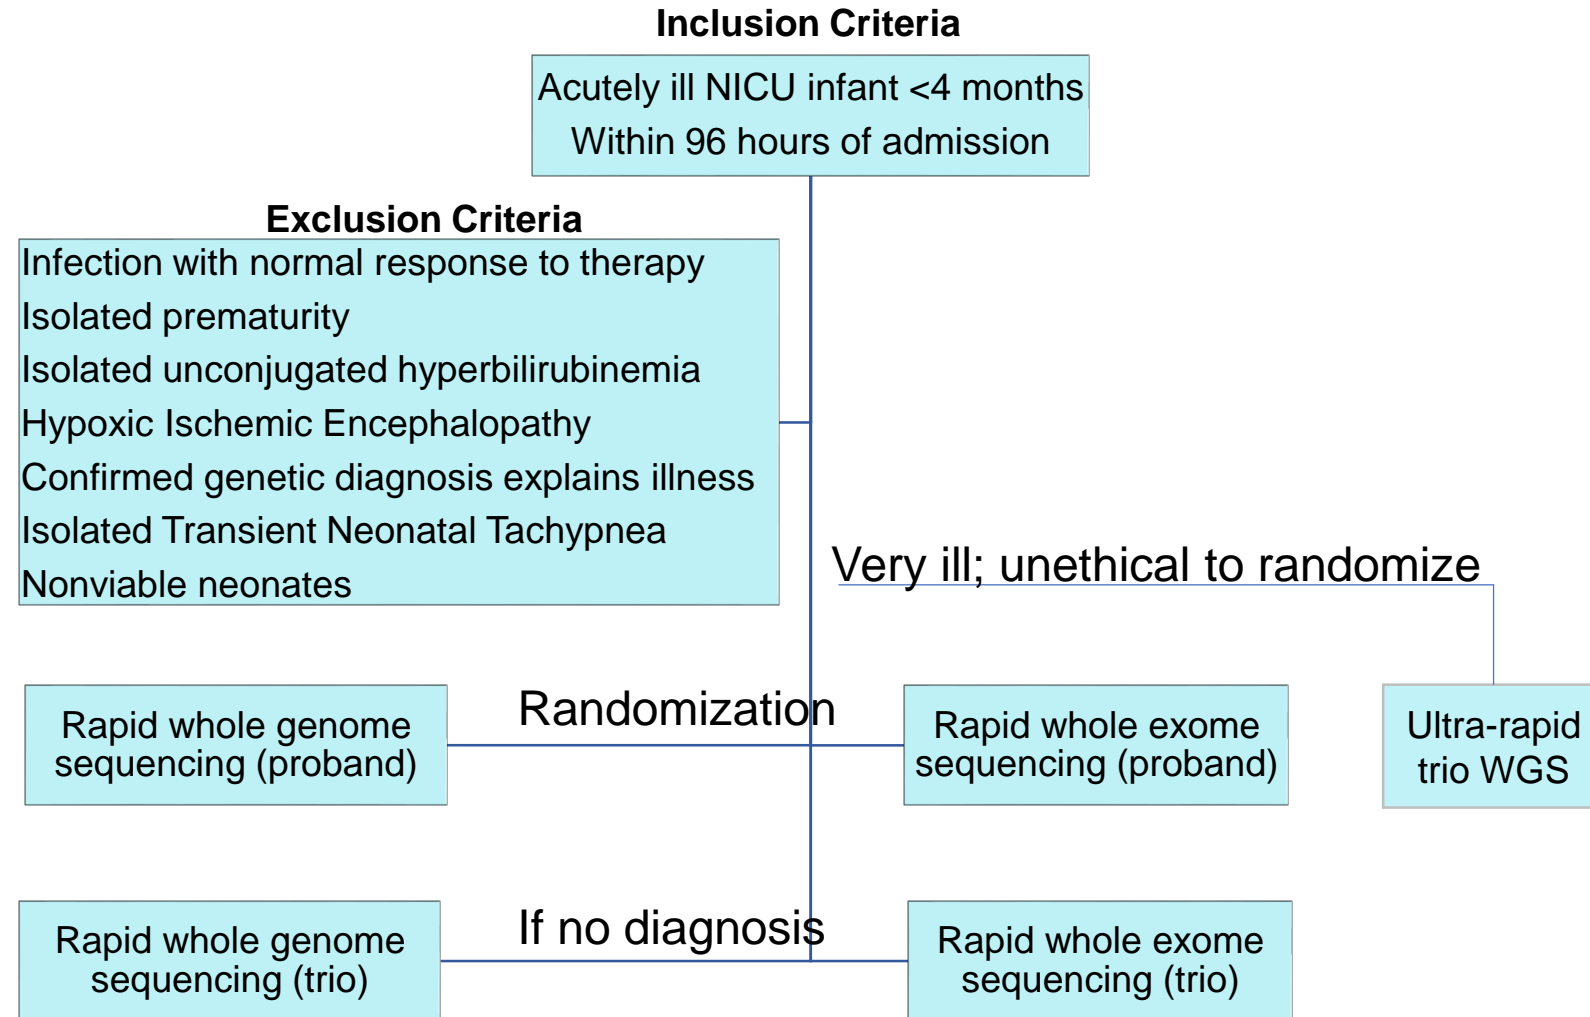 Inclusion Criteria
Acutely ill NICU infant <4 months
Within 96 hours of admission
Exclusion Criteria
Infection with normal response to therapy
Isolated prematurity
Isolated unconjugated hyperbilirubinemia
Hypoxic Ischemic Encephalopathy
Confirmed genetic diagnosis explains illness
Isolated Transient Neonatal Tachypnea
Nonviable neonates
Very ill; unethical to randomize
Rapid whole genome
sequencing (proband)
Randomization
Rapid whole exome
sequencing (proband)
Ultra-rapid
trio WGS
Rapid whole genome
sequencing (trio)
If no diagnosis
Rapid whole exome
sequencing (trio)